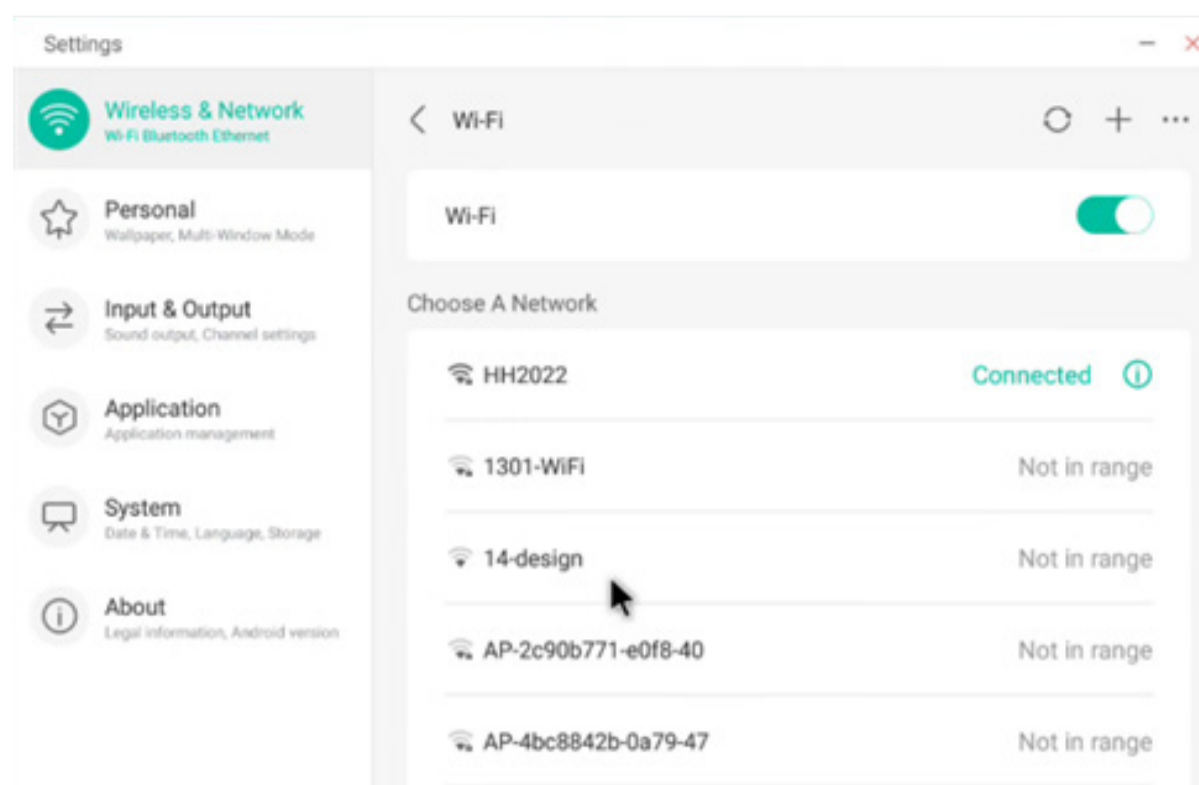 Settings
Wireless & Network
Wi-Fi Bluetooth Ethernet
Personal
Wallpaper, Multi-Window Mode
Input & Output
Sound output, Channel settings
Application
Application management
System
Date & Time, Language, Storage
About
Legal information, Android version
Wi-Fi
Wi-Fi
Choose A Network
HH2022 Connected
1301-WiFi Not in range
14-design Not in range
AP-2c90b771-e0f8-40 Not in range
AP-4bc8842b-0a79-47 Not in range